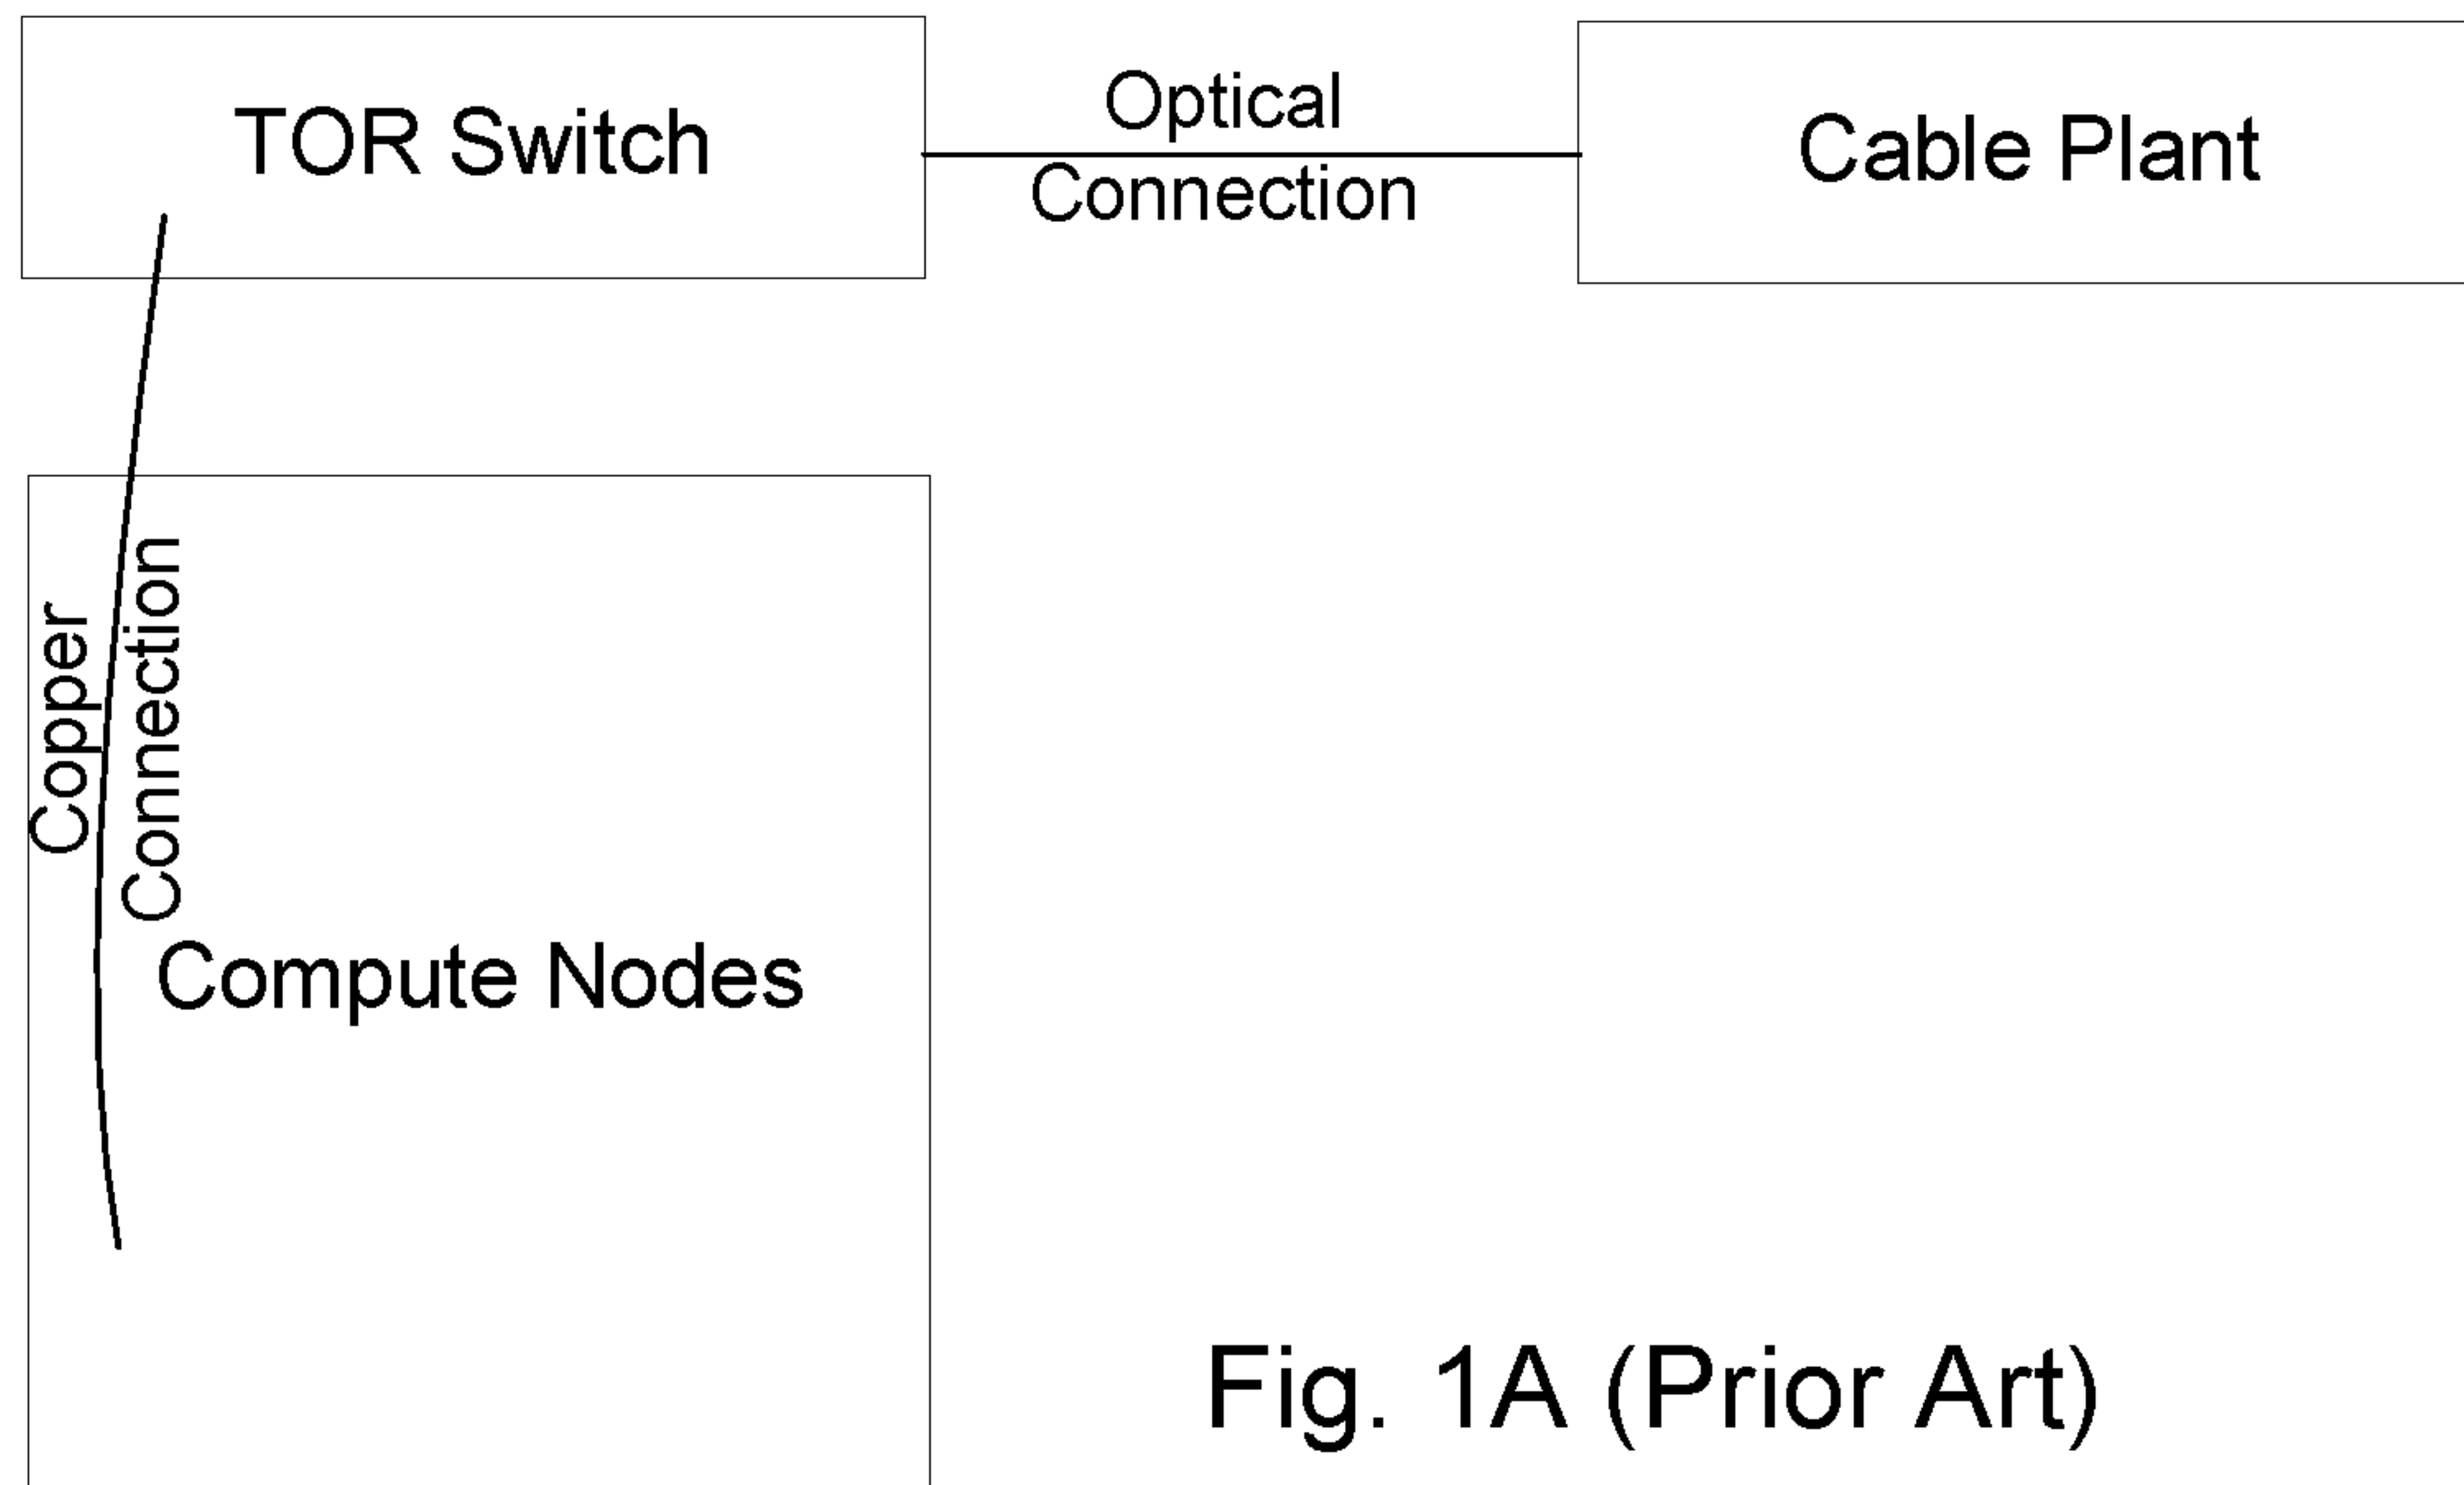 TOR Switch
Optical
Connection
Cable Plant
Copper
Connection
Compute Nodes
Fig. 1A (Prior Art)